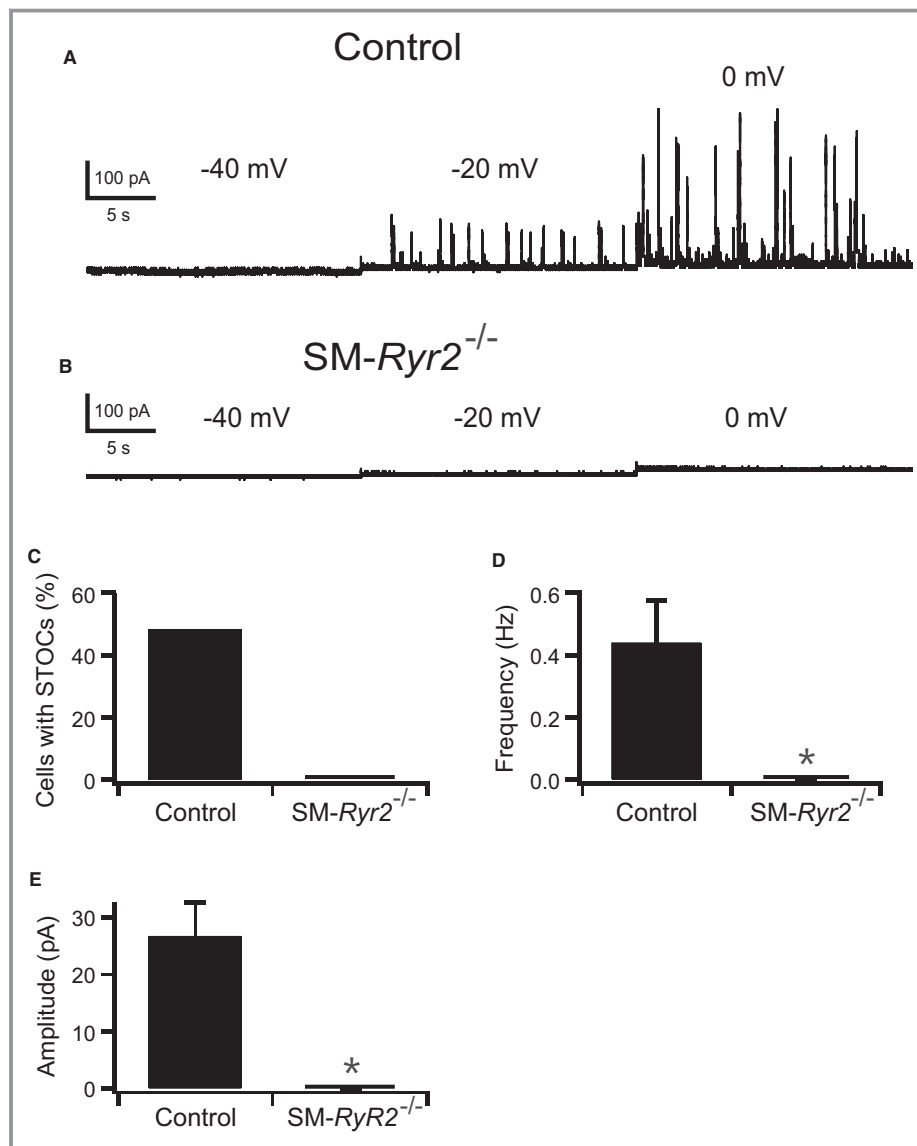 A
Control
0 mV
-40 mV
-20 mV
100 pA
5 s
B
SM-Ryr2-/-
100 pA
5 s
-40 mV
-20 mV
0 mV
C
Cells with STOCs (%)
60
40
20
0
Control
SM-Ryr2-/-
D
Frequency (Hz)
0.6
0.4
0.2
0.0
*
Control
SM-Ryr2-/-
E
Amplitude (pA)
30
20
10
0
*
Control
SM-RyR2-/-